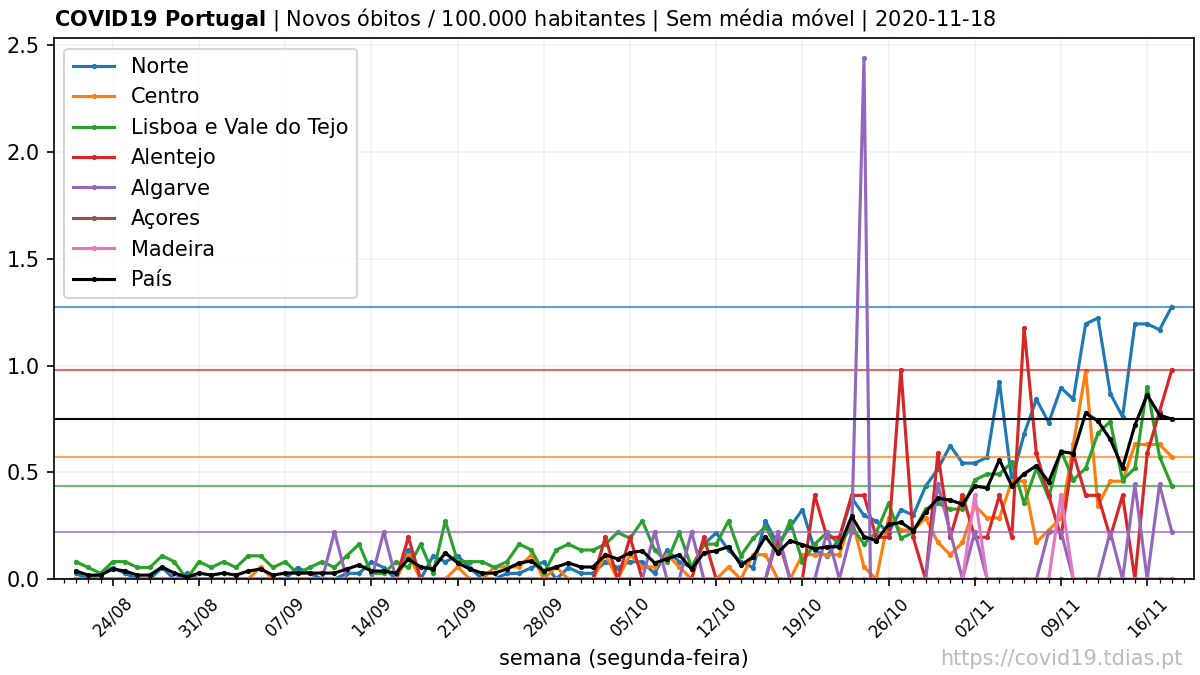 COVID19 Portugal | Novos óbitos / 100.000 habitantes | Sem média móvel | 2020-11-18
2.5
2.0
1.5
1.0
0.5
0.0
Norte
Centro
Lisboa e Vale do Tejo
Alentejo
Algarve
Açores
Madeira
País
24/08 31/08 07/09 14/09 21/09 28/09 05/10 12/10 19/10 26/10 02/11 09/11 16/11
semana (segunda-feira)
https://covid19.tdias.pt